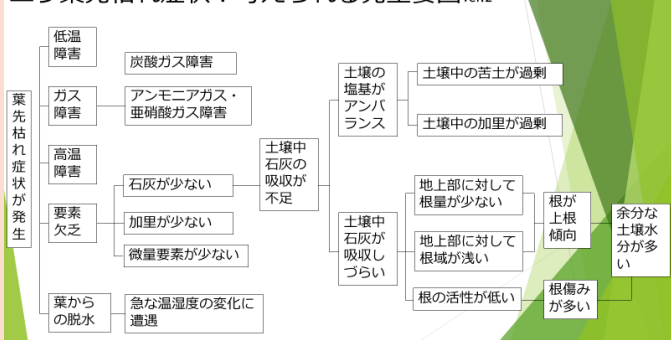 葉先枯れ症状が発生
低温
障害
ガス
障害
高温
障害
要素
欠乏
葉から
の脱水
炭酸ガス障害
アンモニアガス・
亜硝酸ガス障害
石灰が少ない
加里が少ない
微量要素が少ない
急な温湿度の変化に
遭遇
土壌中
石灰の
吸収が
不足
土壌の
塩基が
アンバ
ランス
土壌中の苦土が過剰
土壌中の加里が過剰
土壌中
石灰が
吸収し
づらい
地上部に対して
根量が少ない
地上部に対して
根域が浅い
根の活性が低い
根が
上根
傾向
根傷み
が多い
余分な
土壌水
分が多
い